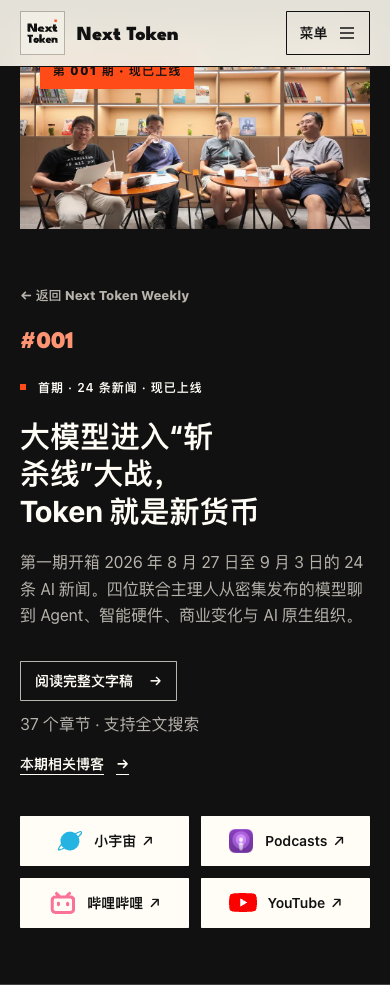 Next Token
Next Token
菜单
第 001 期 · 现已上线
← 返回 Next Token Weekly
#001
首期 · 24 条新闻 · 现已上线
大模型进入“斩
杀线”大战，
Token 就是新货币
第一期开箱 2026 年 8 月 27 日至 9 月 3 日的 24
条 AI 新闻。四位联合主理人从密集发布的模型聊
到 Agent、智能硬件、商业变化与 AI 原生组织。
阅读完整文字稿 →
37 个章节 · 支持全文搜索
本期相关博客 →
小宇宙 ↗
Podcasts ↗
哔哩哔哩 ↗
YouTube ↗